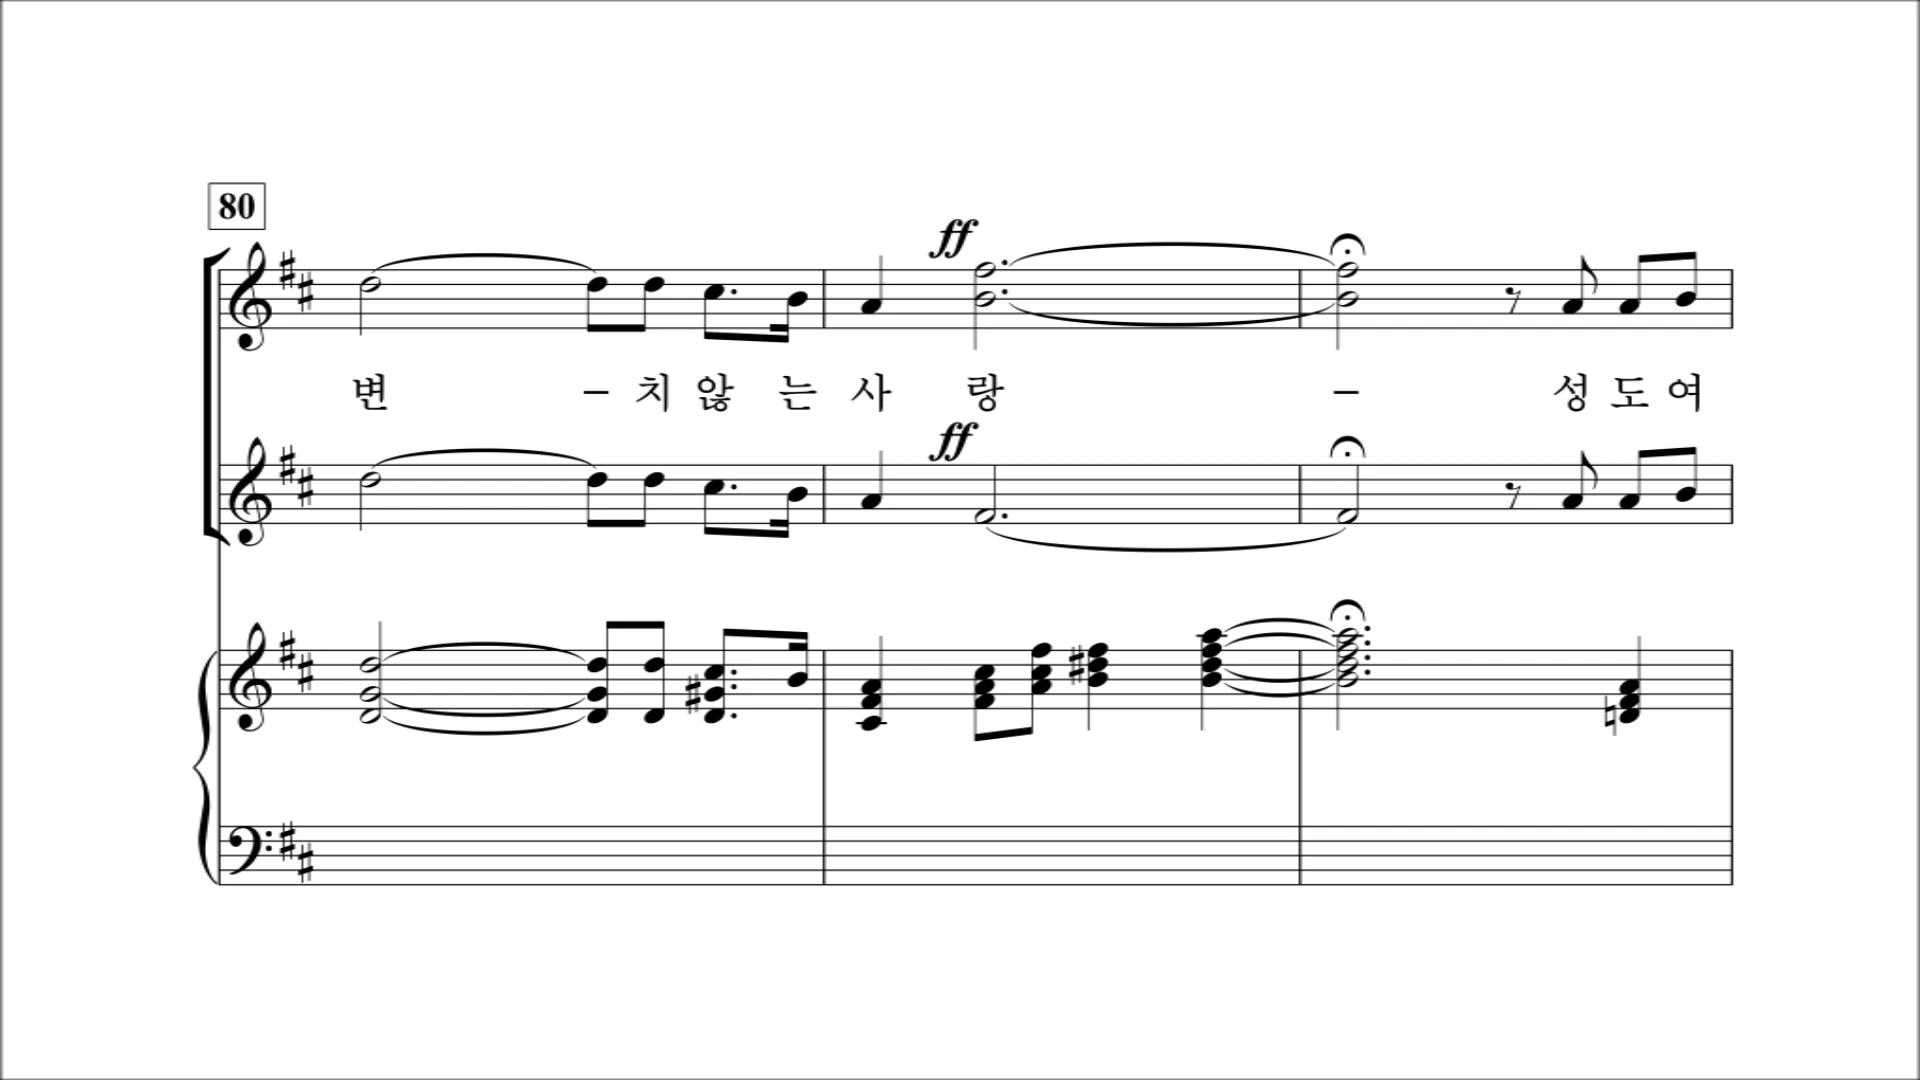 80
ff
변 – 치 않 는 사 랑 – 성 도 여
ff